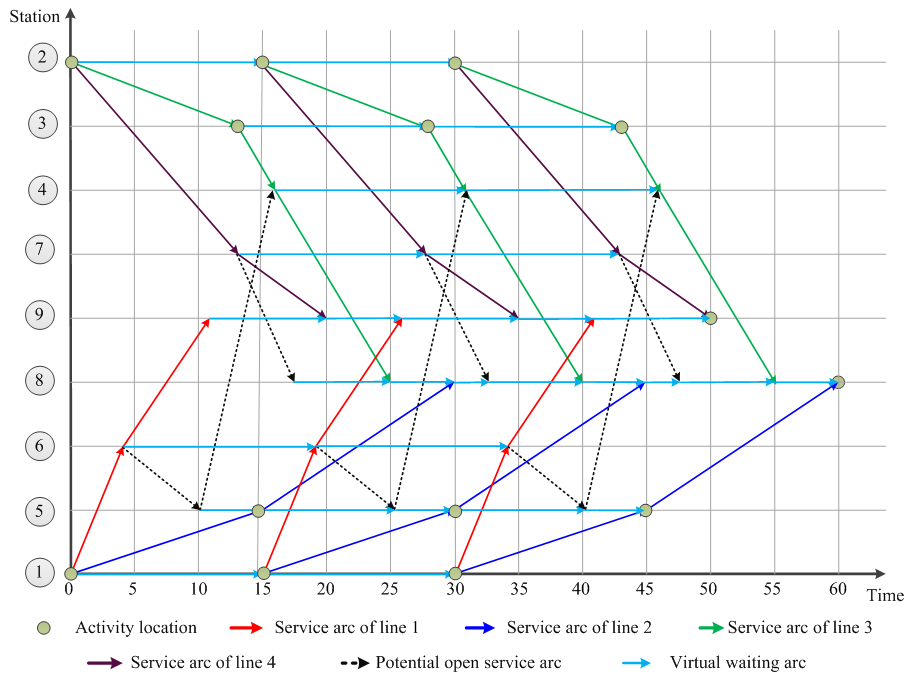 Station
2
3
4
7
9
8
6
5
1
0 5 10 15 20 25 30 35 40 45 50 55 60
Time
Activity location Service arc of line 1 Service arc of line 2 Service arc of line 3
Service arc of line 4 Potential open service arc Virtual waiting arc